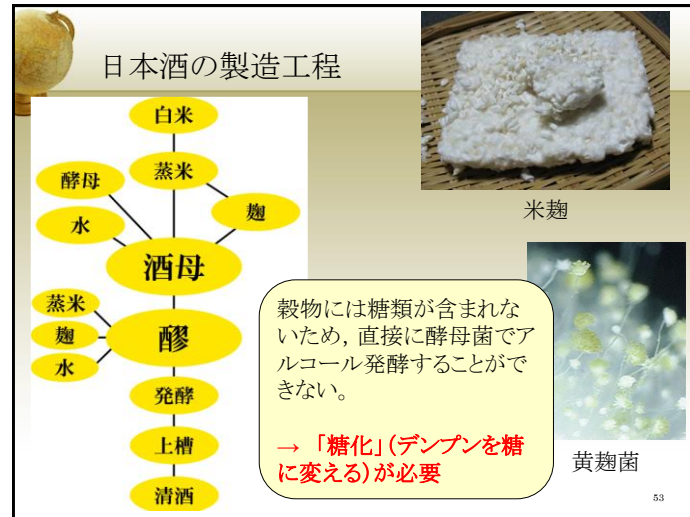 日本酒の製造工程
白米
蒸米
酵母
麹
水
酒母
蒸米
麹
水
醪
発酵
上槽
清酒
米麹
穀物には糖類が含まれな
いため，直接に酵母菌でア
ルコール発酵することがで
きない。
→ 「糖化」（デンプンを糖
に変える）が必要
黄麹菌
53